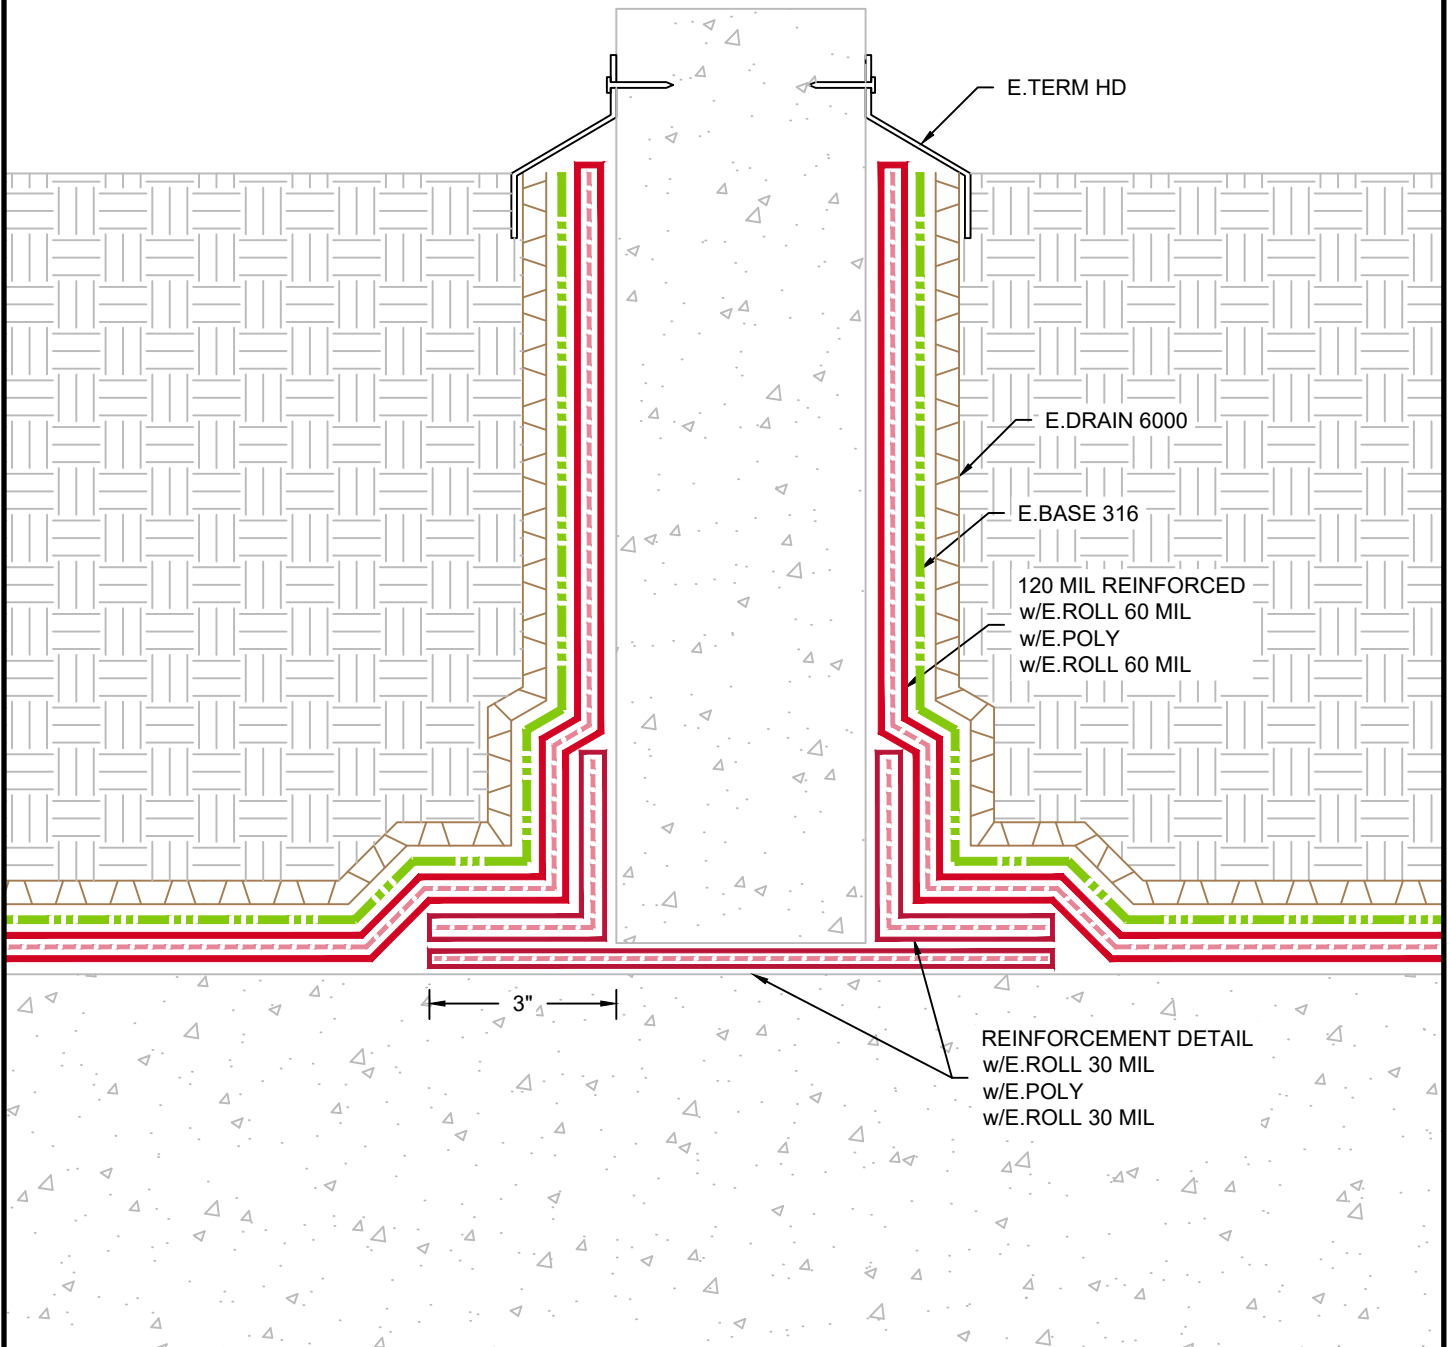 E.TERM HD
E.DRAIN 6000
E.BASE 316
120 MIL REINFORCED
w/E.ROLL 60 MIL
w/E.POLY
w/E.ROLL 60 MIL
3"
REINFORCEMENT DETAIL
w/E.ROLL 30 MIL
w/E.POLY
w/E.ROLL 30 MIL